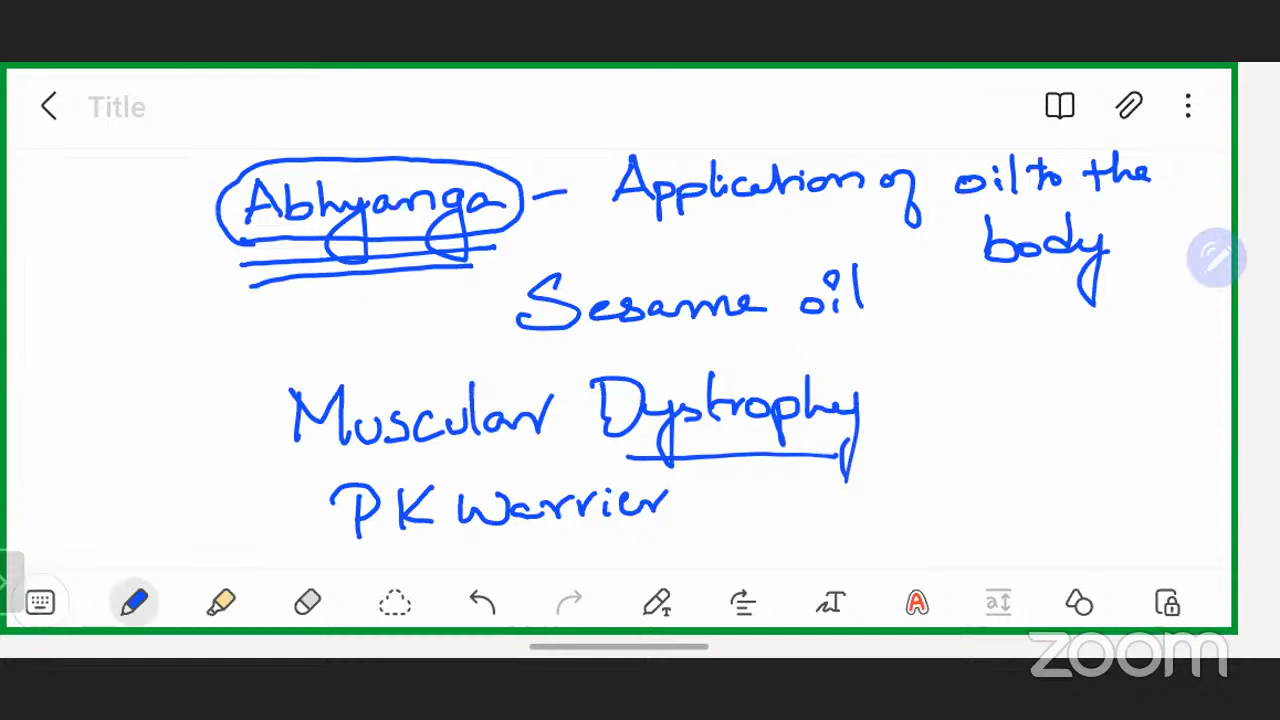 Title
Abhyanga - Application of oil to the
body
Sesame oil
Muscular Dystrophy
PK Warrier
zoom